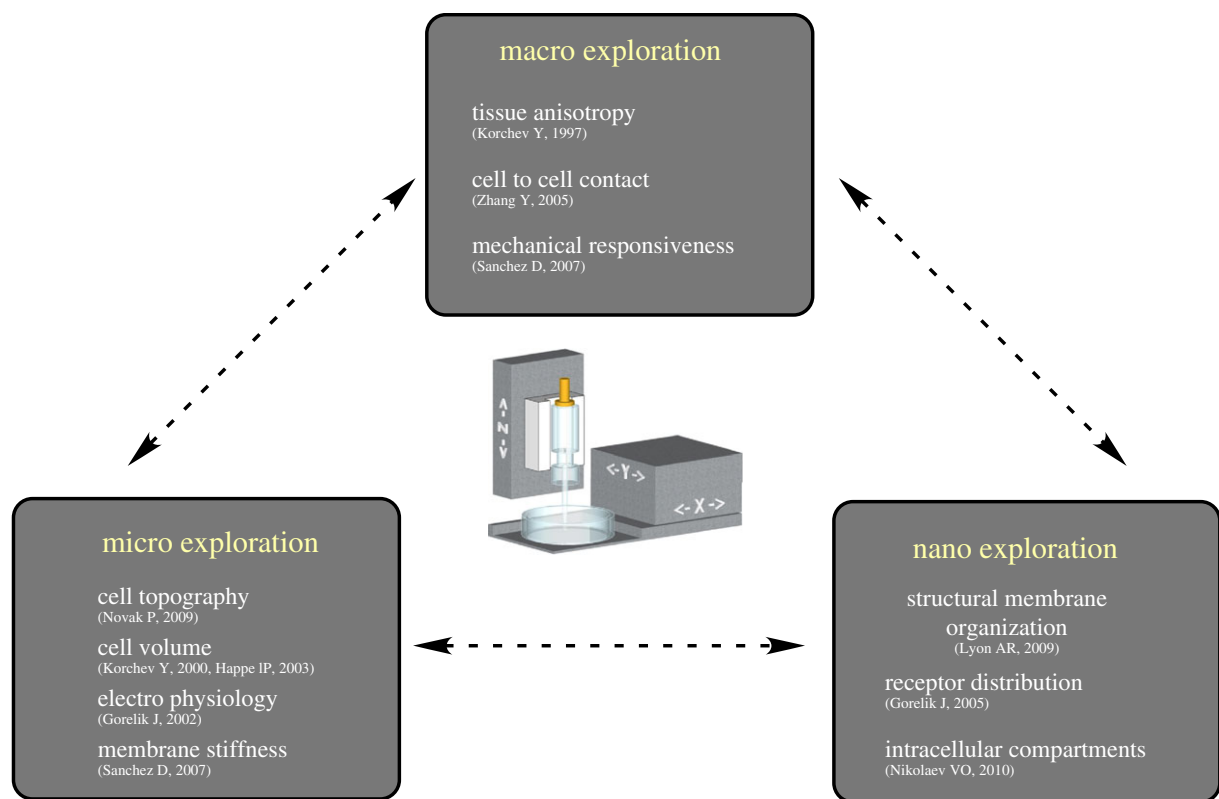 macro exploration
tissue anisotropy
(Korchev Y, 1997)
cell to cell contact
(Zhang Y, 2005)
mechanical responsiveness
(Sanchez D, 2007)
<-Z->
<-Y->
<-X->
micro exploration
cell topography
(Novak P, 2009)
cell volume
(Korchev Y, 2000, Happe lP, 2003)
electro physiology
(Gorelik J, 2002)
membrane stiffness
(Sanchez D, 2007)
nano exploration
structural membrane
organization
(Lyon AR, 2009)
receptor distribution
(Gorelik J, 2005)
intracellular compartments
(Nikolaev VO, 2010)